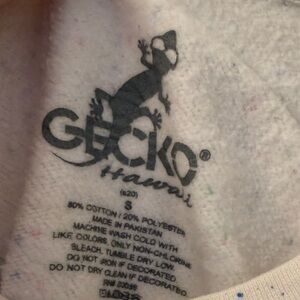 GECKO®
Hawaii
(s20)
S
80% COTTON / 20% POLYESTER
MADE IN PAKISTAN
MACHINE WASH COLD WITH
LIKE COLORS, ONLY NON-CHLORINE
BLEACH, TUMBLE DRY LOW.
DO NOT IRON IF DECORATED.
DO NOT DRY CLEAN IF DECORATED.
RN#